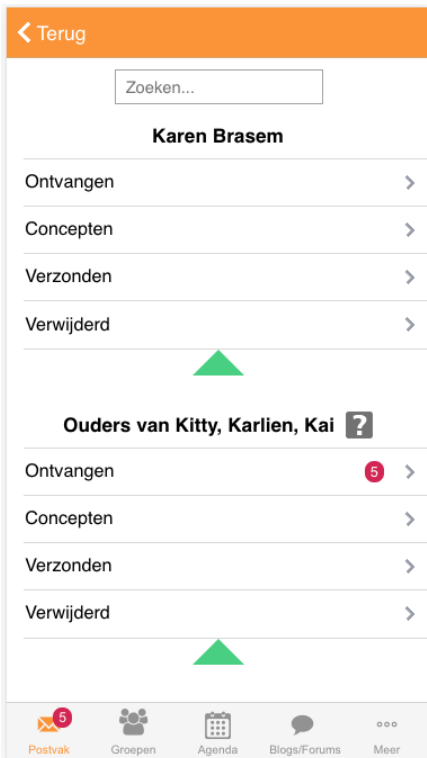 Terug
Zoeken...
Karen Brasem
Ontvangen
Concepten
Verzonden
Verwijderd
Ouders van Kitty, Karlien, Kai ?
Ontvangen 5
Concepten
Verzonden
Verwijderd
5
Postvak Groepen Agenda Blogs/Forums Meer